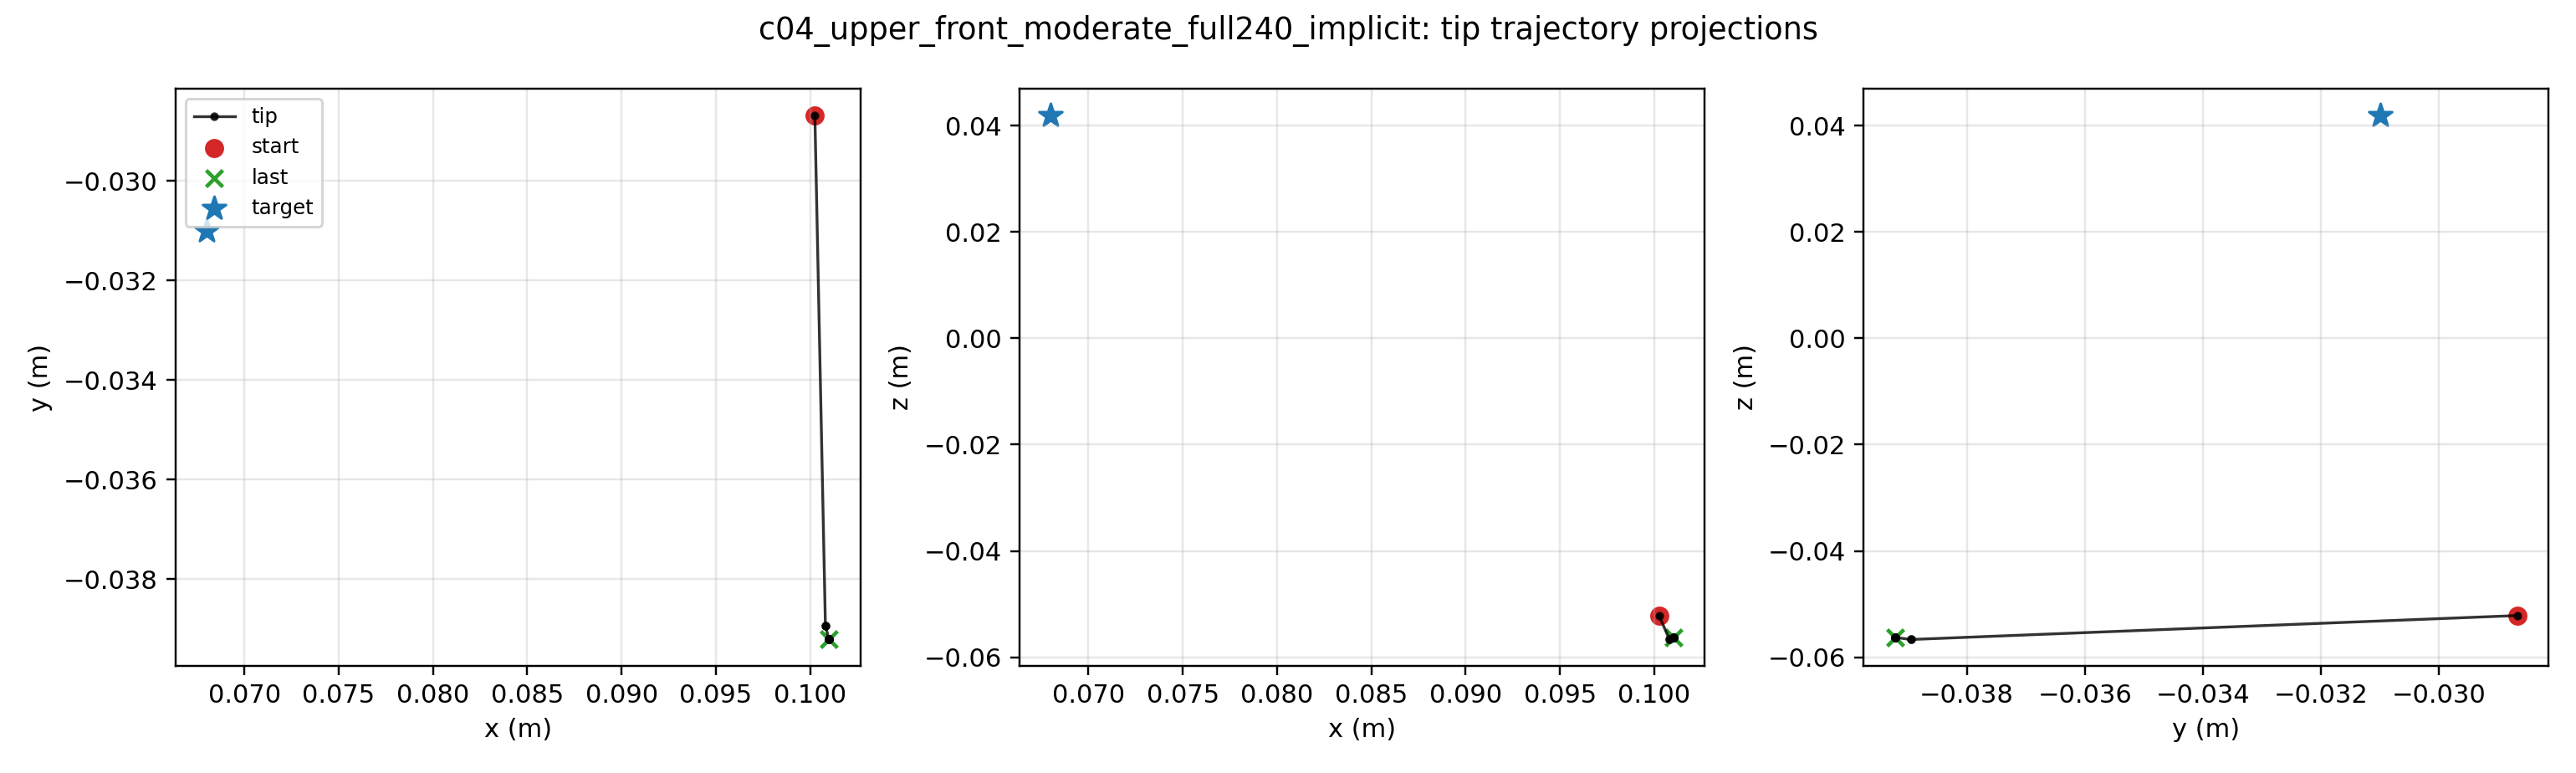 c04_upper_front_moderate_full240_implicit: tip trajectory projections
tip
start
last
target
−0.030
−0.032
−0.034
−0.036
−0.038
y (m)
0.070 0.075 0.080 0.085 0.090 0.095 0.100
x (m)
0.04
0.02
0.00
−0.02
−0.04
−0.06
z (m)
0.070 0.075 0.080 0.085 0.090 0.095 0.100
x (m)
0.04
0.02
0.00
−0.02
−0.04
−0.06
z (m)
−0.038 −0.036 −0.034 −0.032 −0.030
y (m)